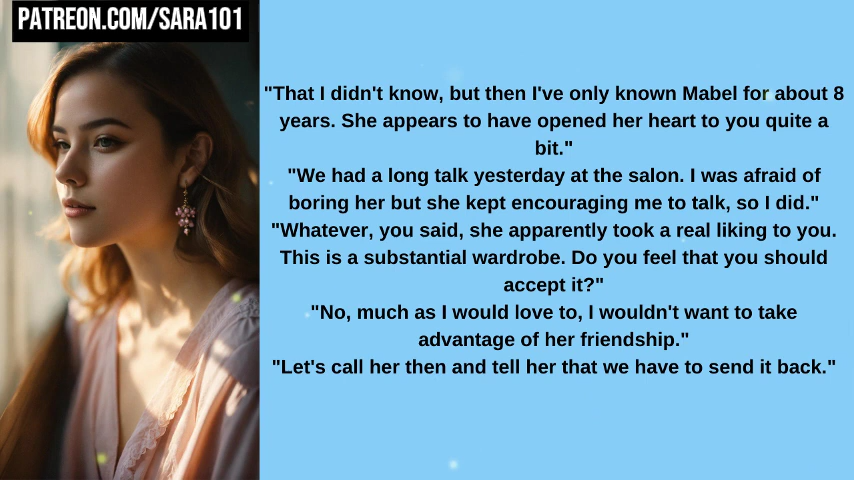 PATREON.COM/SARA101
"That I didn't know, but then I've only known Mabel for about 8
years. She appears to have opened her heart to you quite a
bit."
"We had a long talk yesterday at the salon. I was afraid of
boring her but she kept encouraging me to talk, so I did."
"Whatever, you said, she apparently took a real liking to you.
This is a substantial wardrobe. Do you feel that you should
accept it?"
"No, much as I would love to, I wouldn't want to take
advantage of her friendship."
"Let's call her then and tell her that we have to send it back."